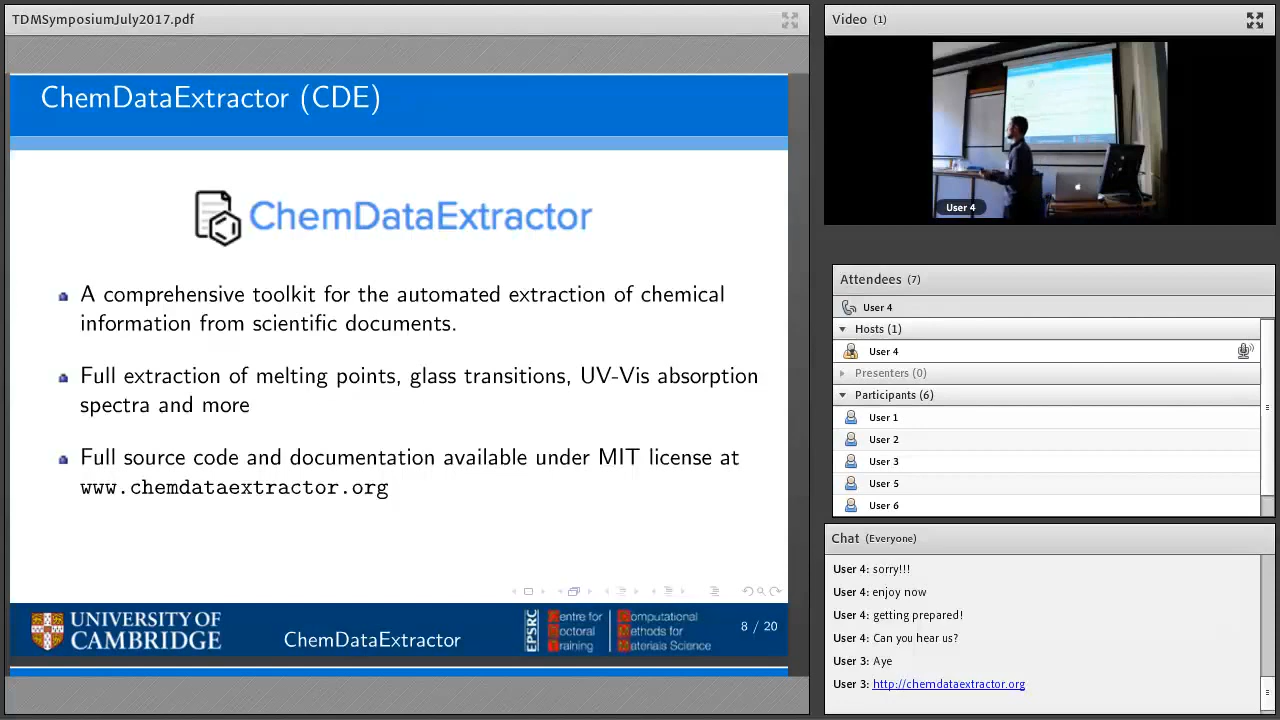 TDMSymposiumJuly2017.pdf
ChemDataExtractor (CDE)
ChemDataExtractor
A comprehensive toolkit for the automated extraction of chemical
information from scientific documents.
Full extraction of melting points, glass transitions, UV-Vis absorption
spectra and more
Full source code and documentation available under MIT license at
www.chemdataextractor.org
UNIVERSITY OF
CAMBRIDGE
ChemDataExtractor
EPSRC
Centre for
Doctoral
Training
Computational
Methods for
Materials Science
8 / 20
Video (1)
User 4
Attendees (7)
User 4
Hosts (1)
User 4
Presenters (0)
Participants (6)
User 1
User 2
User 3
User 5
User 6
Chat (Everyone)
User 4: sorry!!!
User 4: enjoy now
User 4: getting prepared!
User 4: Can you hear us?
User 3: Aye
User 3: http://chemdataextractor.org